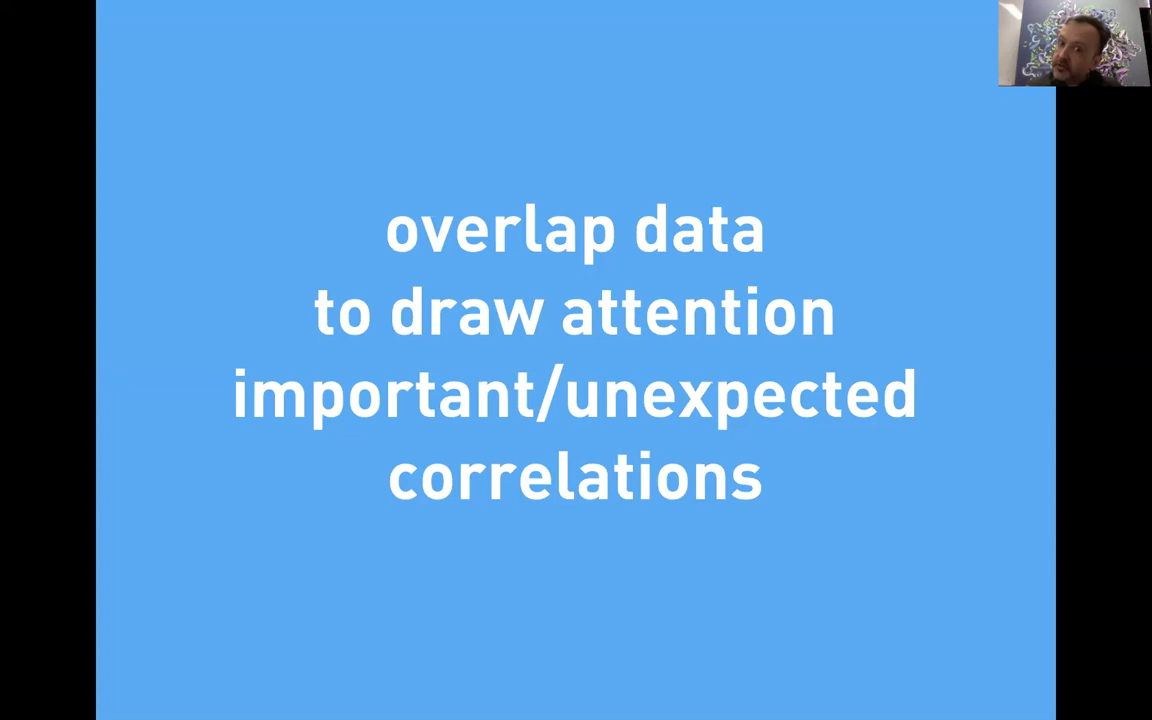 overlap data
to draw attention
important/unexpected
correlations